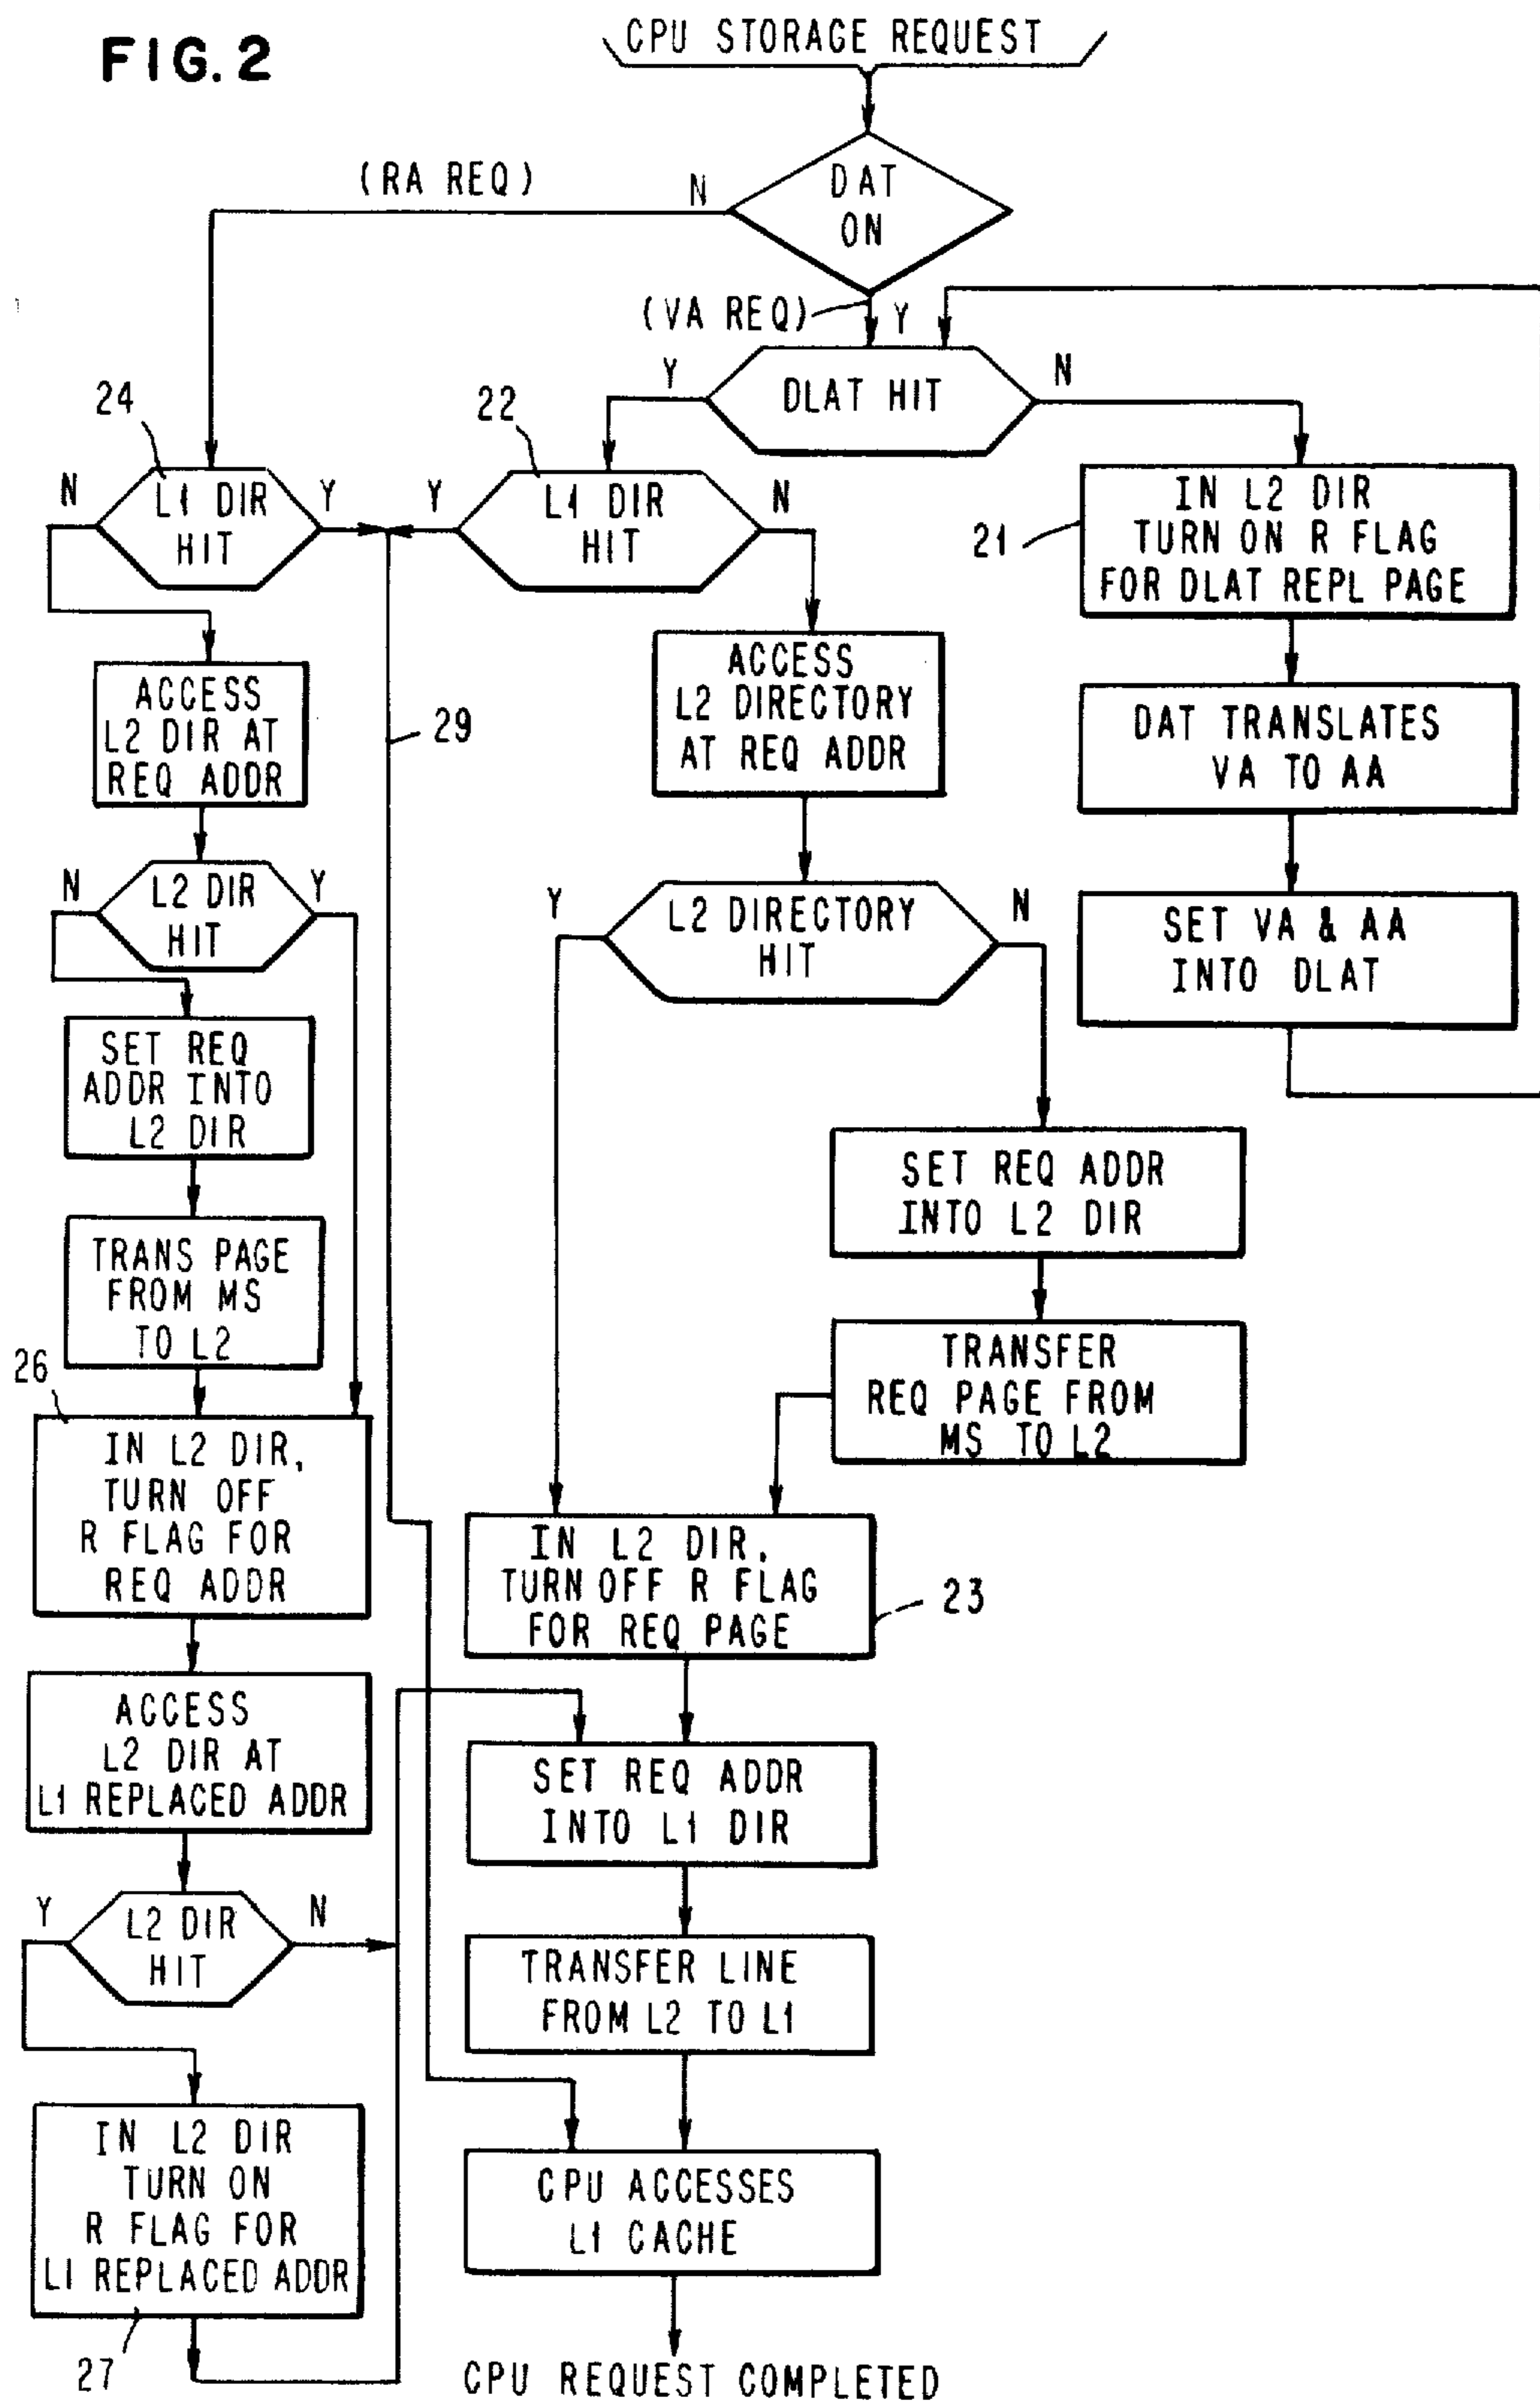 FIG. 2
CPU STORAGE REQUEST
DAT
ON
(RA REQ)
N
(VA REQ)
Y
DLAT HIT
Y
N
24
L1 DIR
HIT
N
Y
22
L1 DIR
HIT
Y
N
21
IN L2 DIR
TURN ON R FLAG
FOR DLAT REPL PAGE
ACCESS
L2 DIR AT
REQ ADDR
29
ACCESS
L2 DIRECTORY
AT REQ ADDR
DAT TRANSLATES
VA TO AA
N
L2 DIR
HIT
Y
Y
L2 DIRECTORY
HIT
N
SET VA & AA
INTO DLAT
SET REQ
ADDR INTO
L2 DIR
SET REQ ADDR
INTO L2 DIR
TRANS PAGE
FROM MS
TO L2
TRANSFER
REQ PAGE FROM
MS TO L2
26
IN L2 DIR,
TURN OFF
R FLAG FOR
REQ ADDR
IN L2 DIR,
TURN OFF R FLAG
FOR REQ PAGE
23
ACCESS
L2 DIR AT
L1 REPLACED ADDR
SET REQ ADDR
INTO L1 DIR
Y
L2 DIR
HIT
N
TRANSFER LINE
FROM L2 TO L1
IN L2 DIR
TURN ON
R FLAG FOR
L1 REPLACED ADDR
27
CPU ACCESSES
L1 CACHE
CPU REQUEST COMPLETED